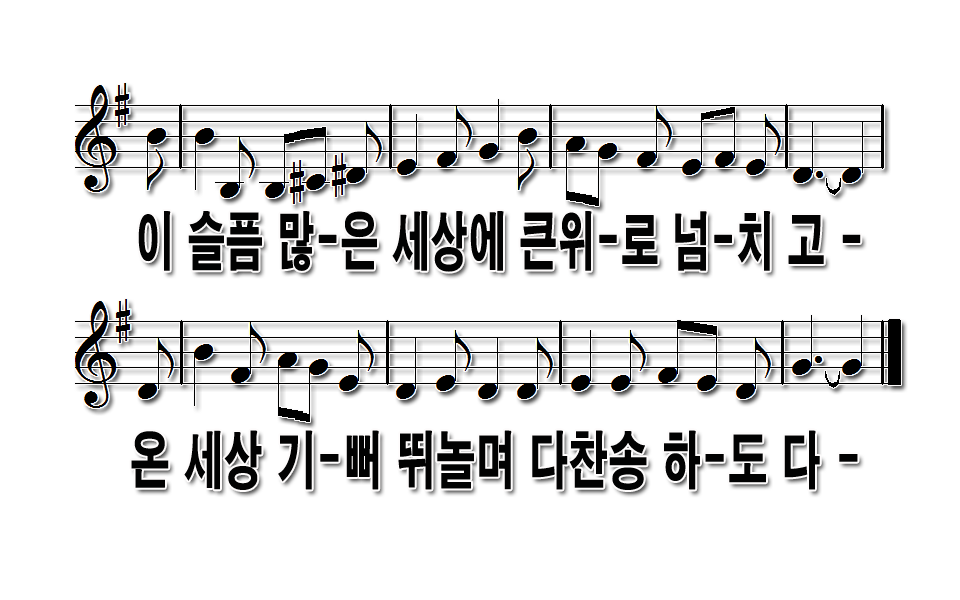 이 슬픔 많-은 세상에 큰위-로 넘-치 고 -
온 세상 기-뻐 뛰놀며 다찬송 하-도 다 -